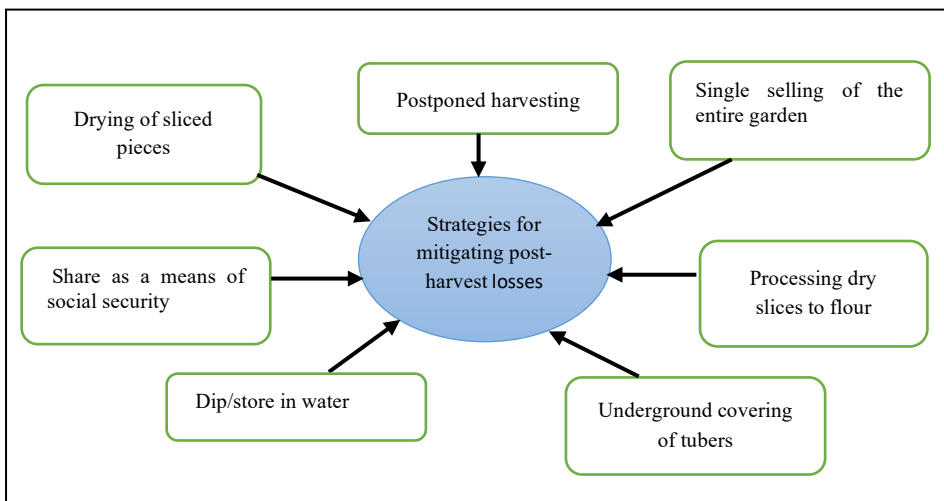 Postponed harvesting
Single selling of the
entire garden
Drying of sliced
pieces
Strategies for
mitigating post-
harvest losses
Share as a means of
social security
Processing dry
slices to flour
Dip/store in water
Underground covering
of tubers